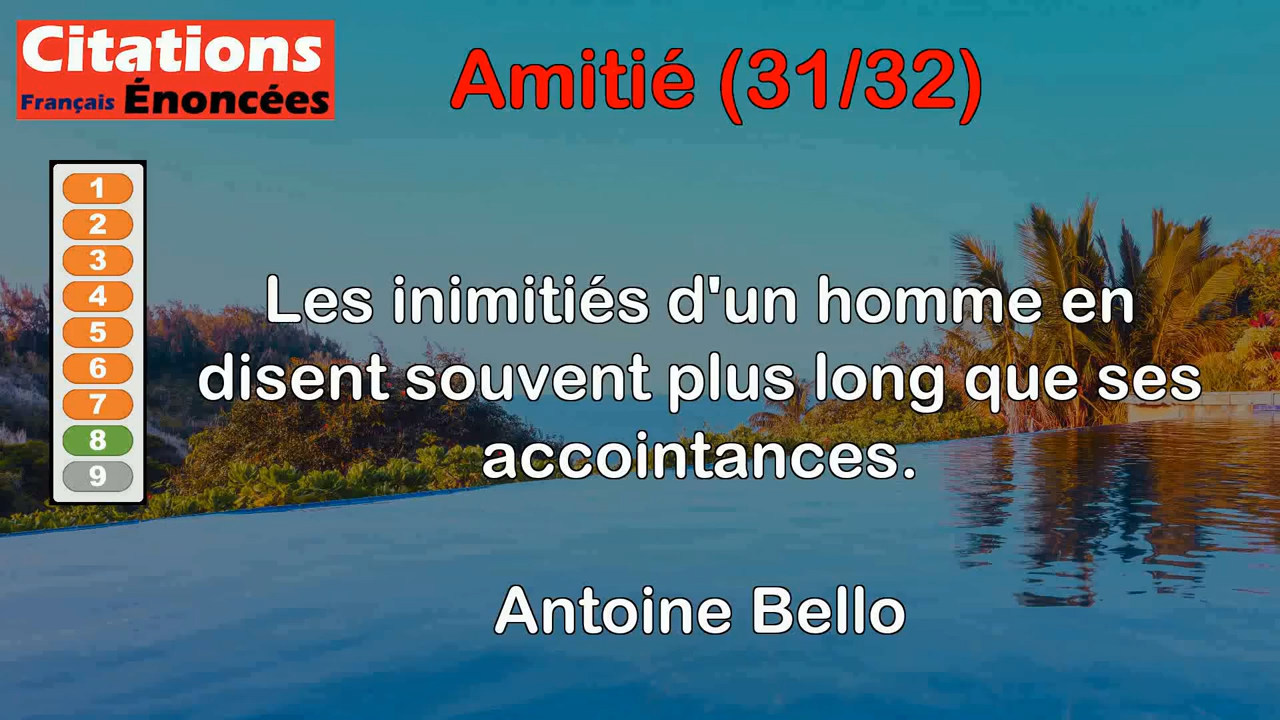 Citations
Français Énoncées
Amitié (31/32)
1
2
3
4
5
6
7
8
9
Les inimitiés d'un homme en
disent souvent plus long que ses
accointances.
Antoine Bello